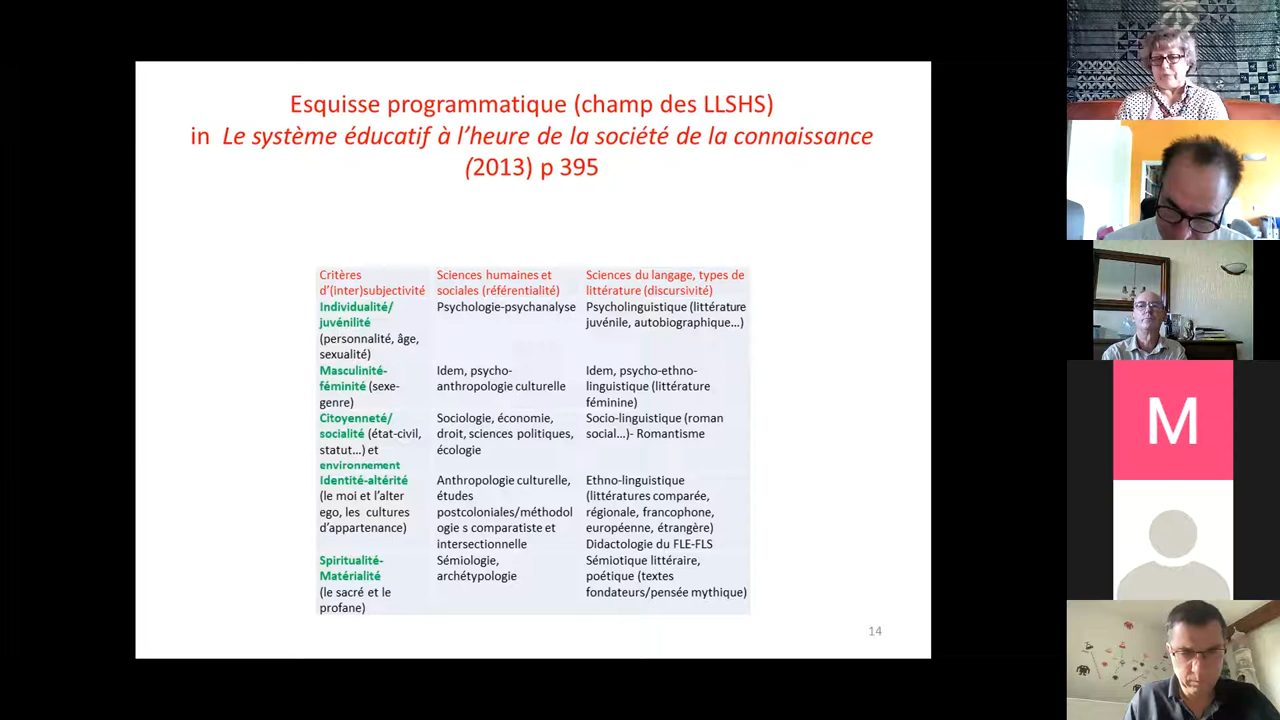 Esquisse programmatique (champ des LLSHS)
in Le système éducatif à l’heure de la société de la connaissance
(2013) p 395
Critères
d’(inter)subjectivité
Sciences humaines et
sociales (référentialité)
Sciences du langage, types de
littérature (discursivité)
Individualité/
juvénilité
(personnalité, âge,
sexualité)
Psychologie-psychanalyse
Psycholinguistique (littérature
juvénile, autobiographique…)
Masculinité-
féminité (sexe-
genre)
Idem, psycho-
anthropologie culturelle
Idem, psycho-ethno-
linguistique (littérature
féminine)
Citoyenneté/
socialité (état-civil,
statut…) et
environnement
Sociologie, économie,
droit, sciences politiques,
écologie
Socio-linguistique (roman
social…)- Romantisme
Identité-altérité
(le moi et l’alter
ego, les cultures
d’appartenance)
Anthropologie culturelle,
études
postcoloniales/méthodol
ogie s comparatiste et
intersectionnelle
Ethno-linguistique
(littératures comparée,
régionale, francophone,
européenne, étrangère)
Didactologie du FLE-FLS
Spiritualité-
Matérialité
(le sacré et le
profane)
Sémiologie,
archétypologie
Sémiotique littéraire,
poétique (textes
fondateurs/pensée mythique)
14
M